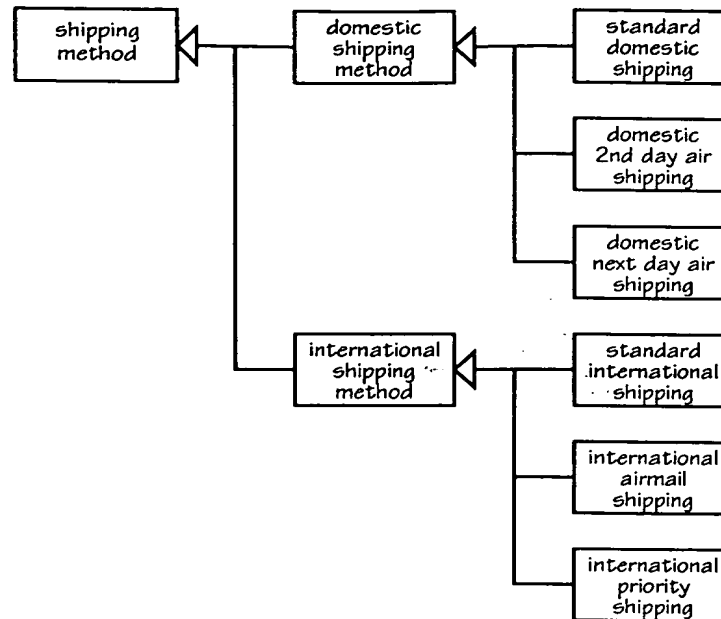 shipping
method
domestic
shipping
method
standard
domestic
shipping
domestic
2nd day air
shipping
domestic
next day air
shipping
international
shipping
method
standard
international
shipping
international
airmail
shipping
international
priority
shipping